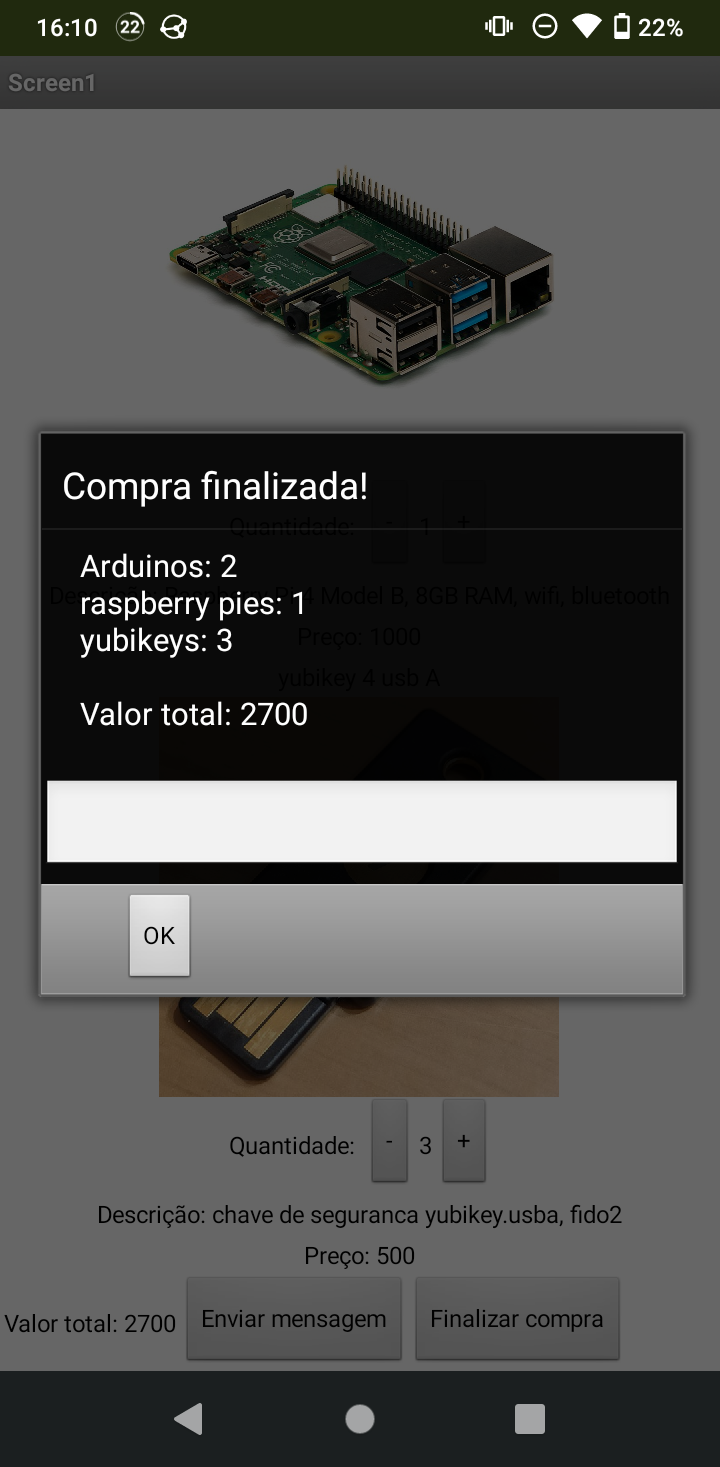 16:10 22 22%
Screen1
Compra finalizada!
Quantidade: - 1 +
Arduinos: 2
Descrição: Raspberry Pi 4 Model B, 8GB RAM, wifi, bluetooth
raspberry pies: 1
Preço: 1000
yubikeys: 3
yubikey 4 usb A
Valor total: 2700
OK
Quantidade: - 3 +
Descrição: chave de seguranca yubikey.usba, fido2
Preço: 500
Valor total: 2700 Enviar mensagem Finalizar compra